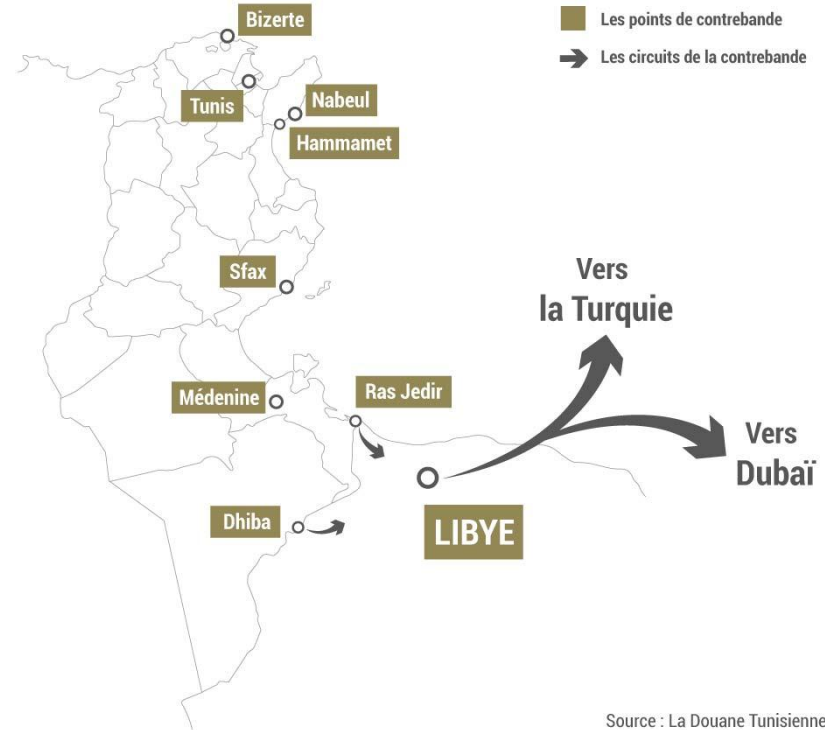 Bizerte
Les points de contrebande
Les circuits de la contrebande
Tunis
Nabeul
Hammamet
Sfax
Vers
la Turquie
Médenine
Ras Jedir
Vers
Dubaï
Dhiba
LIBYE
Source : La Douane Tunisienne